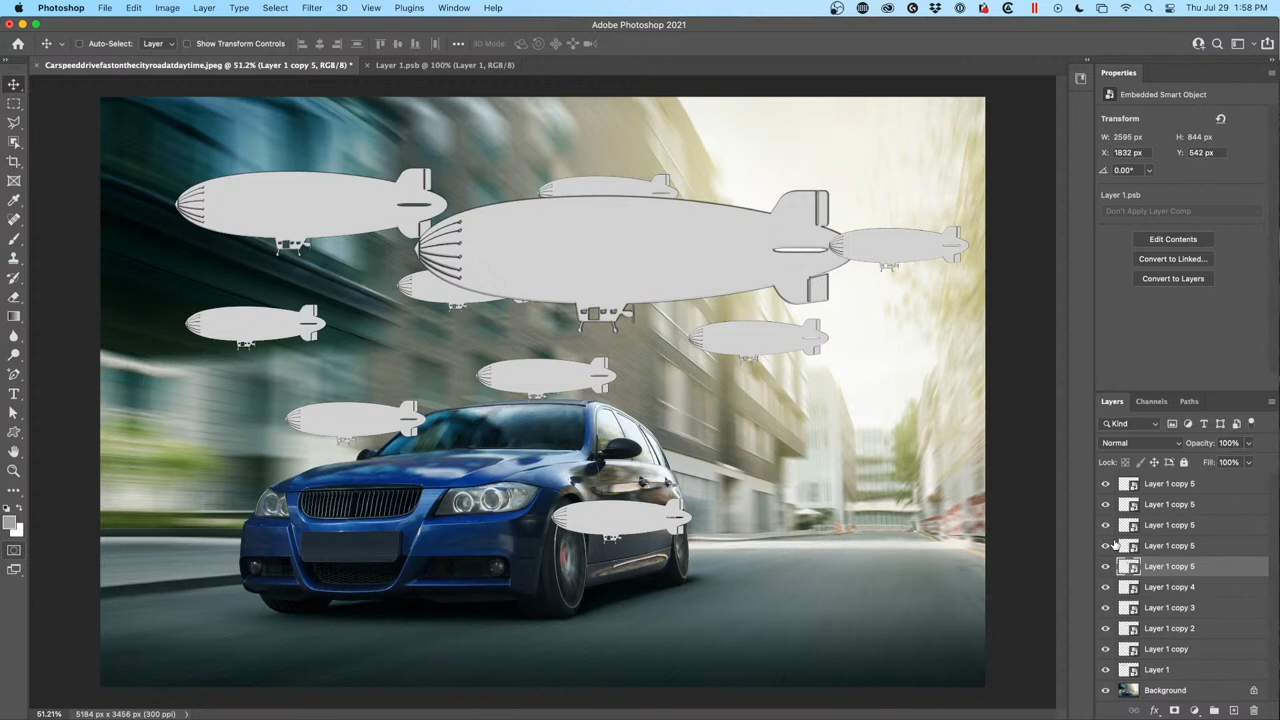 Photoshop File Edit Image Layer Type Select Filter 3D View Plugins Window Help Thu Jul 29 1:58 PM
Adobe Photoshop 2021
Auto-Select: Layer Show Transform Controls 3D Mode:
Carspeeddrivefastonthecityroadatdaytime.jpeg @ 51.2% (Layer 1 copy 5, RGB/8) * Layer 1.psb @ 100% (Layer 1, RGB/8)
Properties
Embedded Smart Object
Transform
W: 2595 px H: 844 px
X: 1832 px Y: 542 px
0.00°
Layer 1.psb
Don't Apply Layer Comp
Edit Contents
Convert to Linked...
Convert to Layers
Layers Channels Paths
Kind
Normal Opacity: 100%
Lock: Fill: 100%
Layer 1 copy 5
Layer 1 copy 5
Layer 1 copy 5
Layer 1 copy 5
Layer 1 copy 5
Layer 1 copy 4
Layer 1 copy 3
Layer 1 copy 2
Layer 1 copy
Layer 1
Background
51.21% 5184 px x 3456 px (300 ppi)